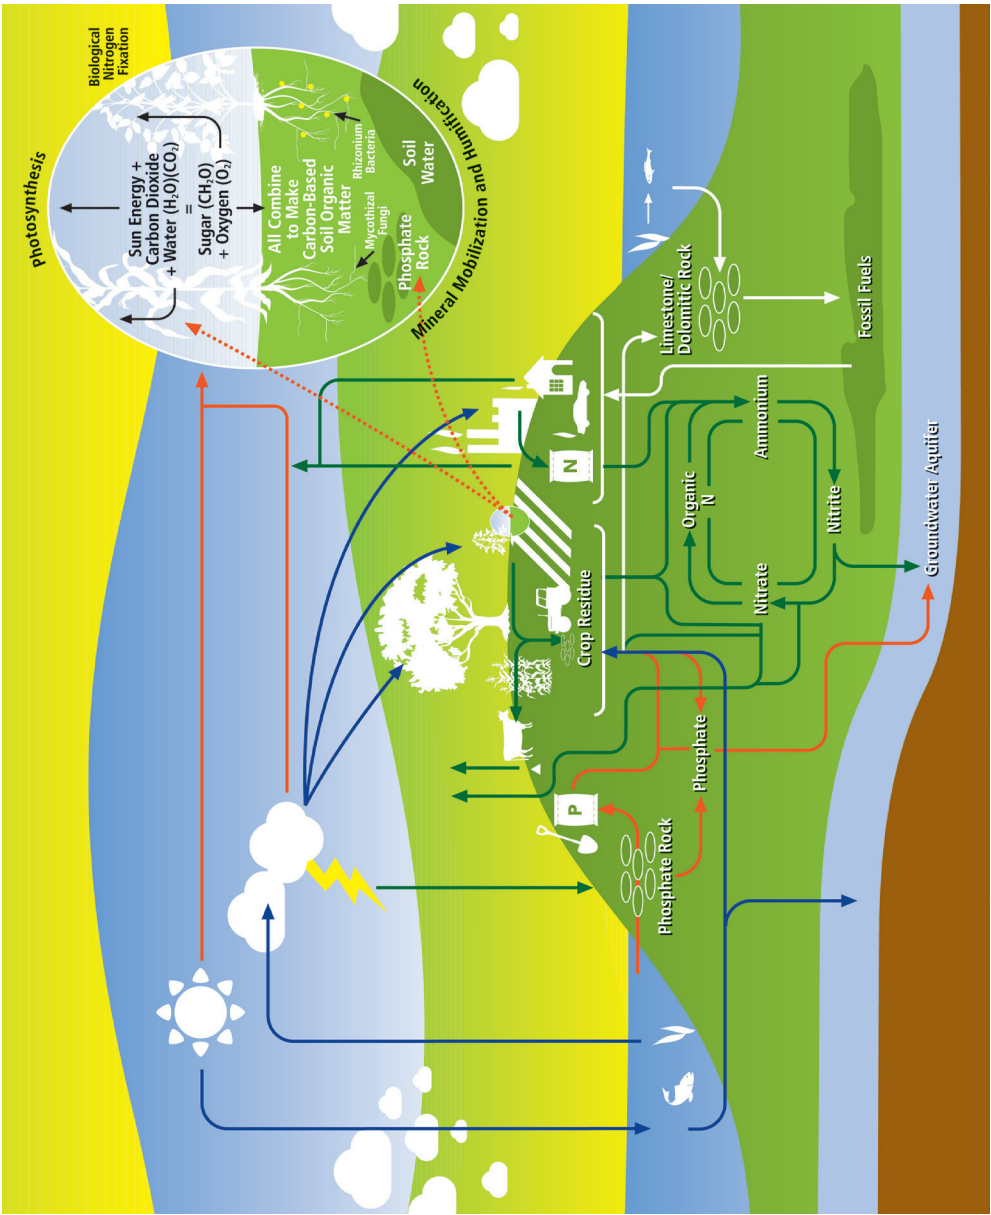 Photosynthesis
Biological
Nitrogen
Fixation
Sun Energy +
Carbon Dioxide
+ Water (H₂O)(CO₂)
=
Sugar (CH₂O)
+ Oxygen (O₂)
All Combine
to Make
Carbon-Based
Soil Organic
Matter
Mycothizal
Fungi
Rhizonium
Bacteria
Phosphate
Rock
Soil
Water
Mineral Mobilization and Humification
P
N
Crop Residue
Phosphate Rock
Phosphate
Organic
N
Nitrate
Nitrite
Ammonium
Limestone/
Dolomitic Rock
Fossil Fuels
Groundwater Aquifer